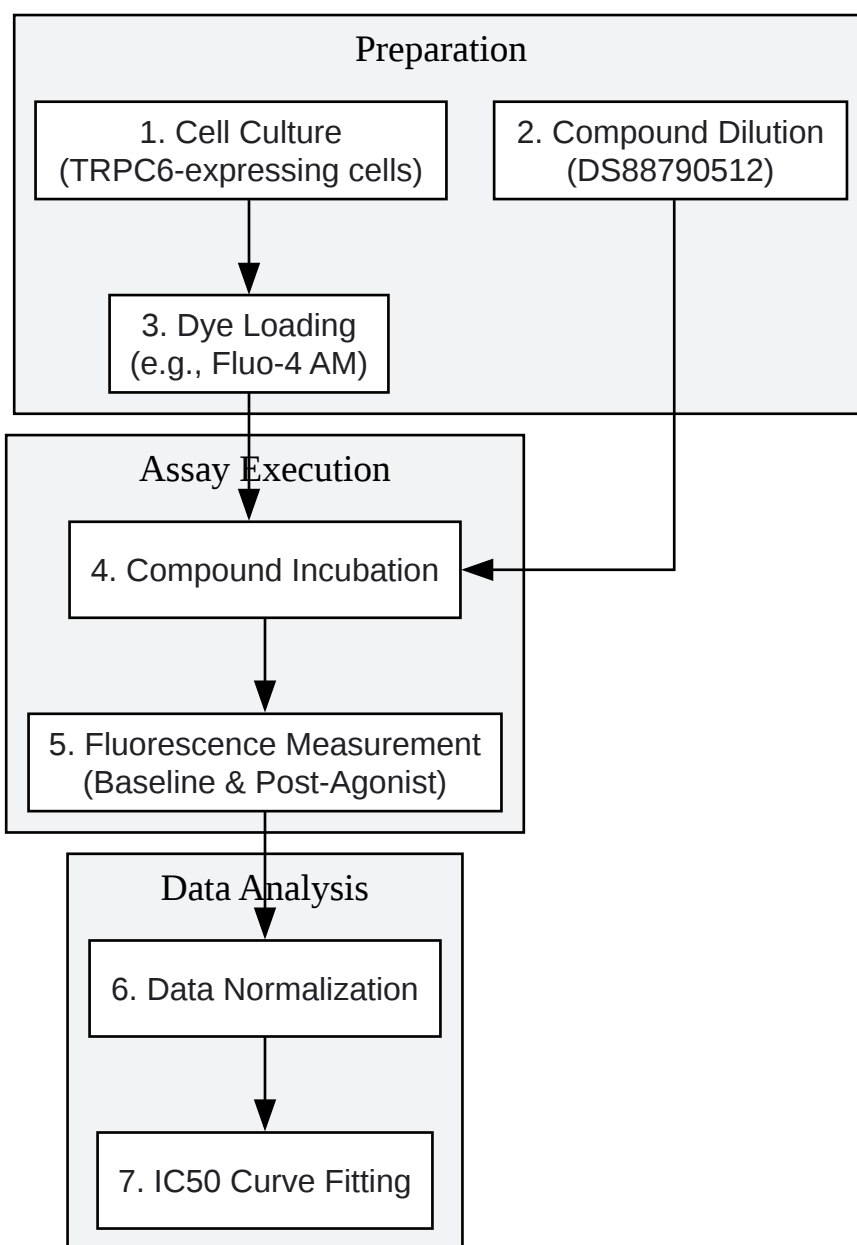 Preparation
1. Cell Culture
(TRPC6-expressing cells)
2. Compound Dilution
(DS88790512)
3. Dye Loading
(e.g., Fluo-4 AM)
Assay Execution
4. Compound Incubation
5. Fluorescence Measurement
(Baseline & Post-Agonist)
Data Analysis
6. Data Normalization
7. IC50 Curve Fitting